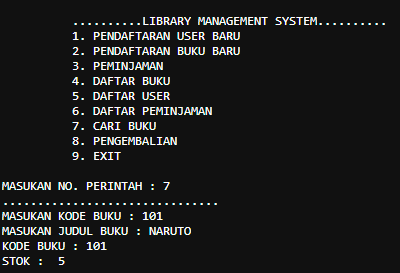 ..........LIBRARY MANAGEMENT SYSTEM..........
1. PENDAFTARAN USER BARU
2. PENDAFTARAN BUKU BARU
3. PEMINJAMAN
4. DAFTAR BUKU
5. DAFTAR USER
6. DAFTAR PEMINJAMAN
7. CARI BUKU
8. PENGEMBALIAN
9. EXIT
MASUKAN NO. PERINTAH : 7
...............................
MASUKAN KODE BUKU : 101
MASUKAN JUDUL BUKU : NARUTO
KODE BUKU : 101
STOK :  5